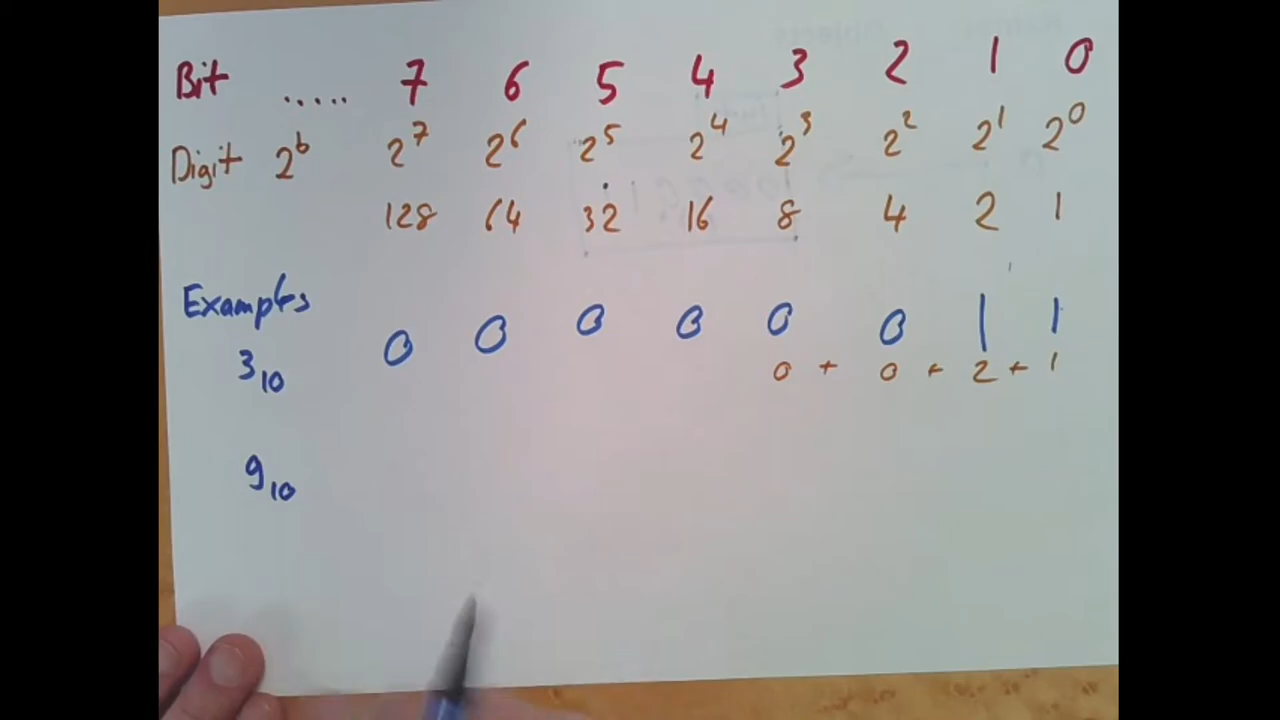 Bit ..... 7 6 5 4 3 2 1 0
Digit 2^b 2^7 2^6 2^5 2^4 2^3 2^2 2^1 2^0
128 64 32 16 8 4 2 1
Examples
0 0 0 0 0 0 1 1
3₁₀ 0 + 0 + 2 + 1
9₁₀